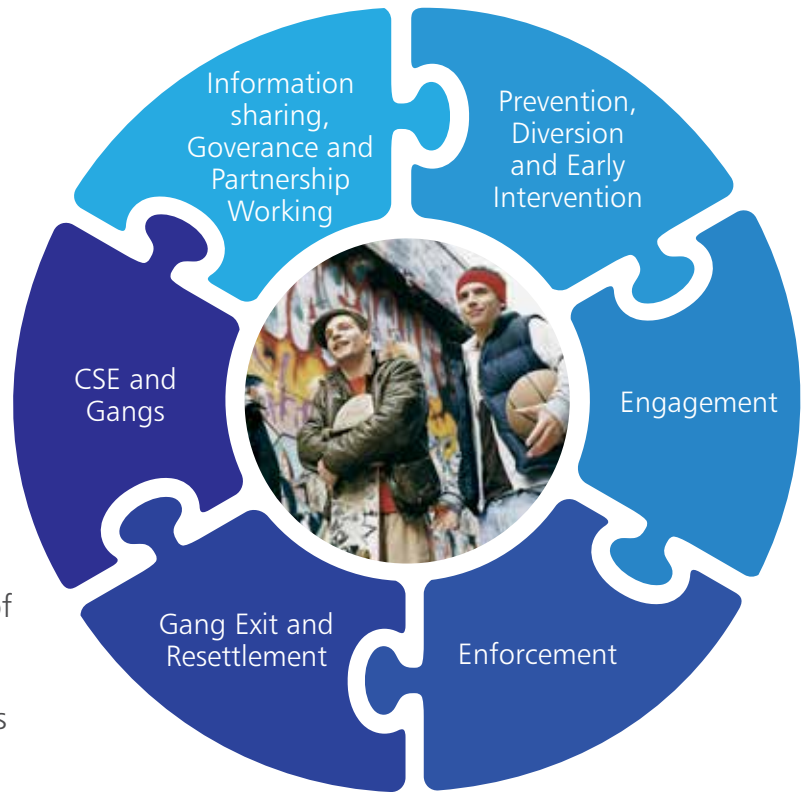 Information
sharing,
Goverance and
Partnership
Working
Prevention,
Diversion
and Early
Intervention
CSE and
Gangs
Engagement
of
Gang Exit and
Resettlement
Enforcement
s